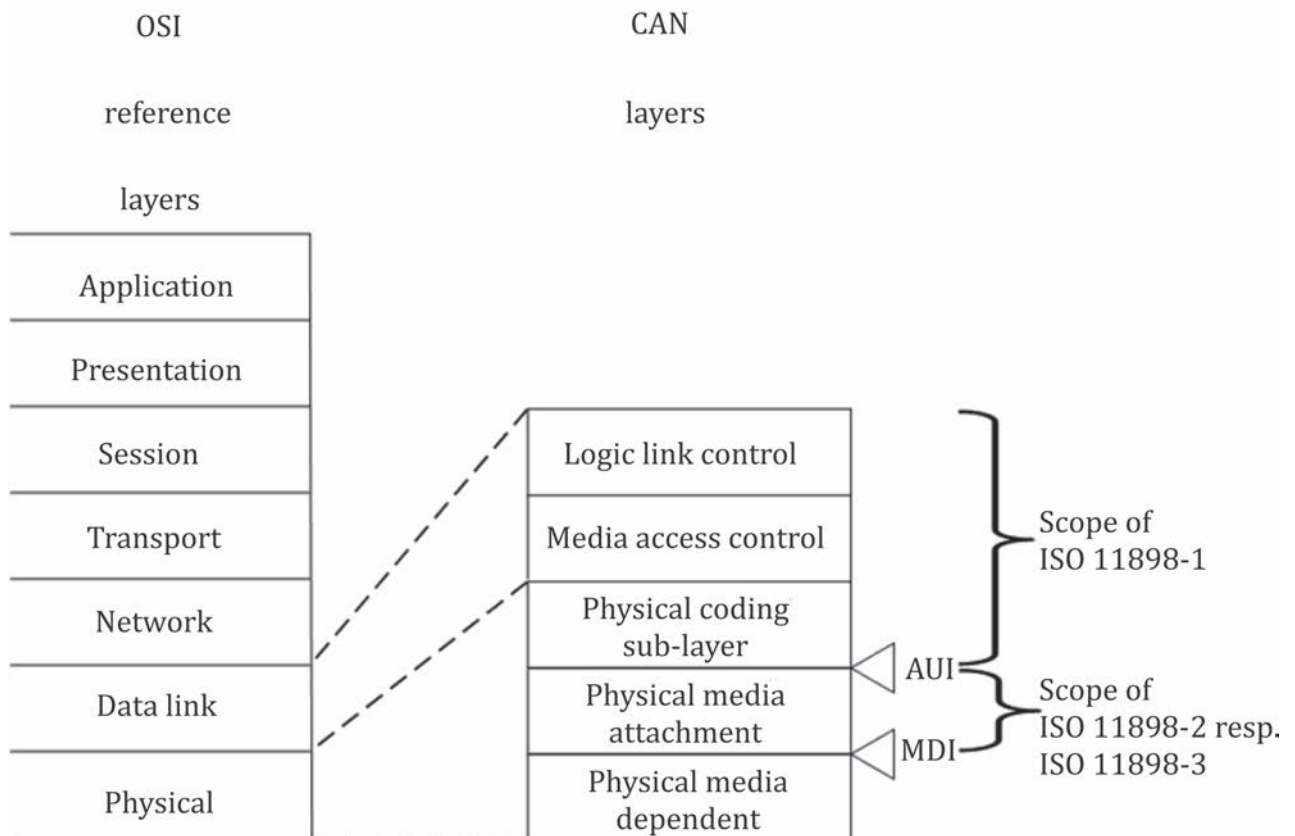 OSI
reference
layers
CAN
layers
Application
Presentation
Session
Transport
Network
Data link
Physical
Logic link control
Media access control
Physical coding
sub-layer
Physical media
attachment
Physical media
dependent
AUI
MDI
Scope of
ISO 11898-1
Scope of
ISO 11898-2 resp.
ISO 11898-3